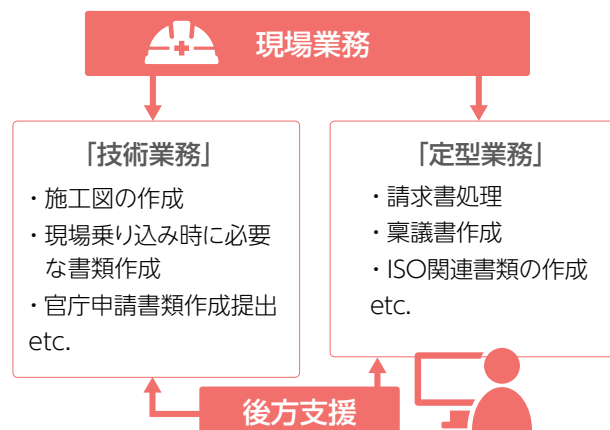 現場業務
「技術業務」
・施工図の作成
・現場乗り込み時に必要
な書類作成
・官庁申請書類作成提出
etc.
「定型業務」
・請求書処理
・稟議書作成
・ISO関連書類の作成
etc.
後方支援